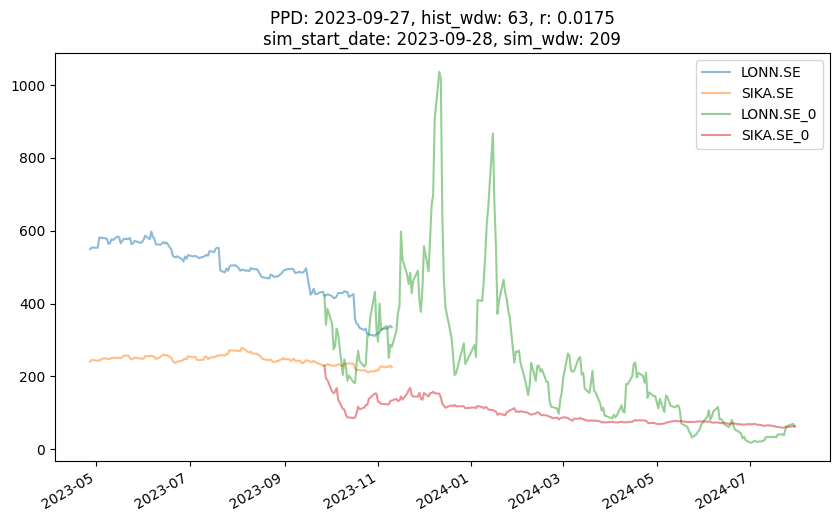 PPD: 2023-09-27, hist_wdw: 63, r: 0.0175
sim_start_date: 2023-09-28, sim_wdw: 209
LONN.SE
SIKA.SE
LONN.SE_0
SIKA.SE_0
1000
800
600
400
200
0
2023-05
2023-07
2023-09
2023-11
2024-01
2024-03
2024-05
2024-07